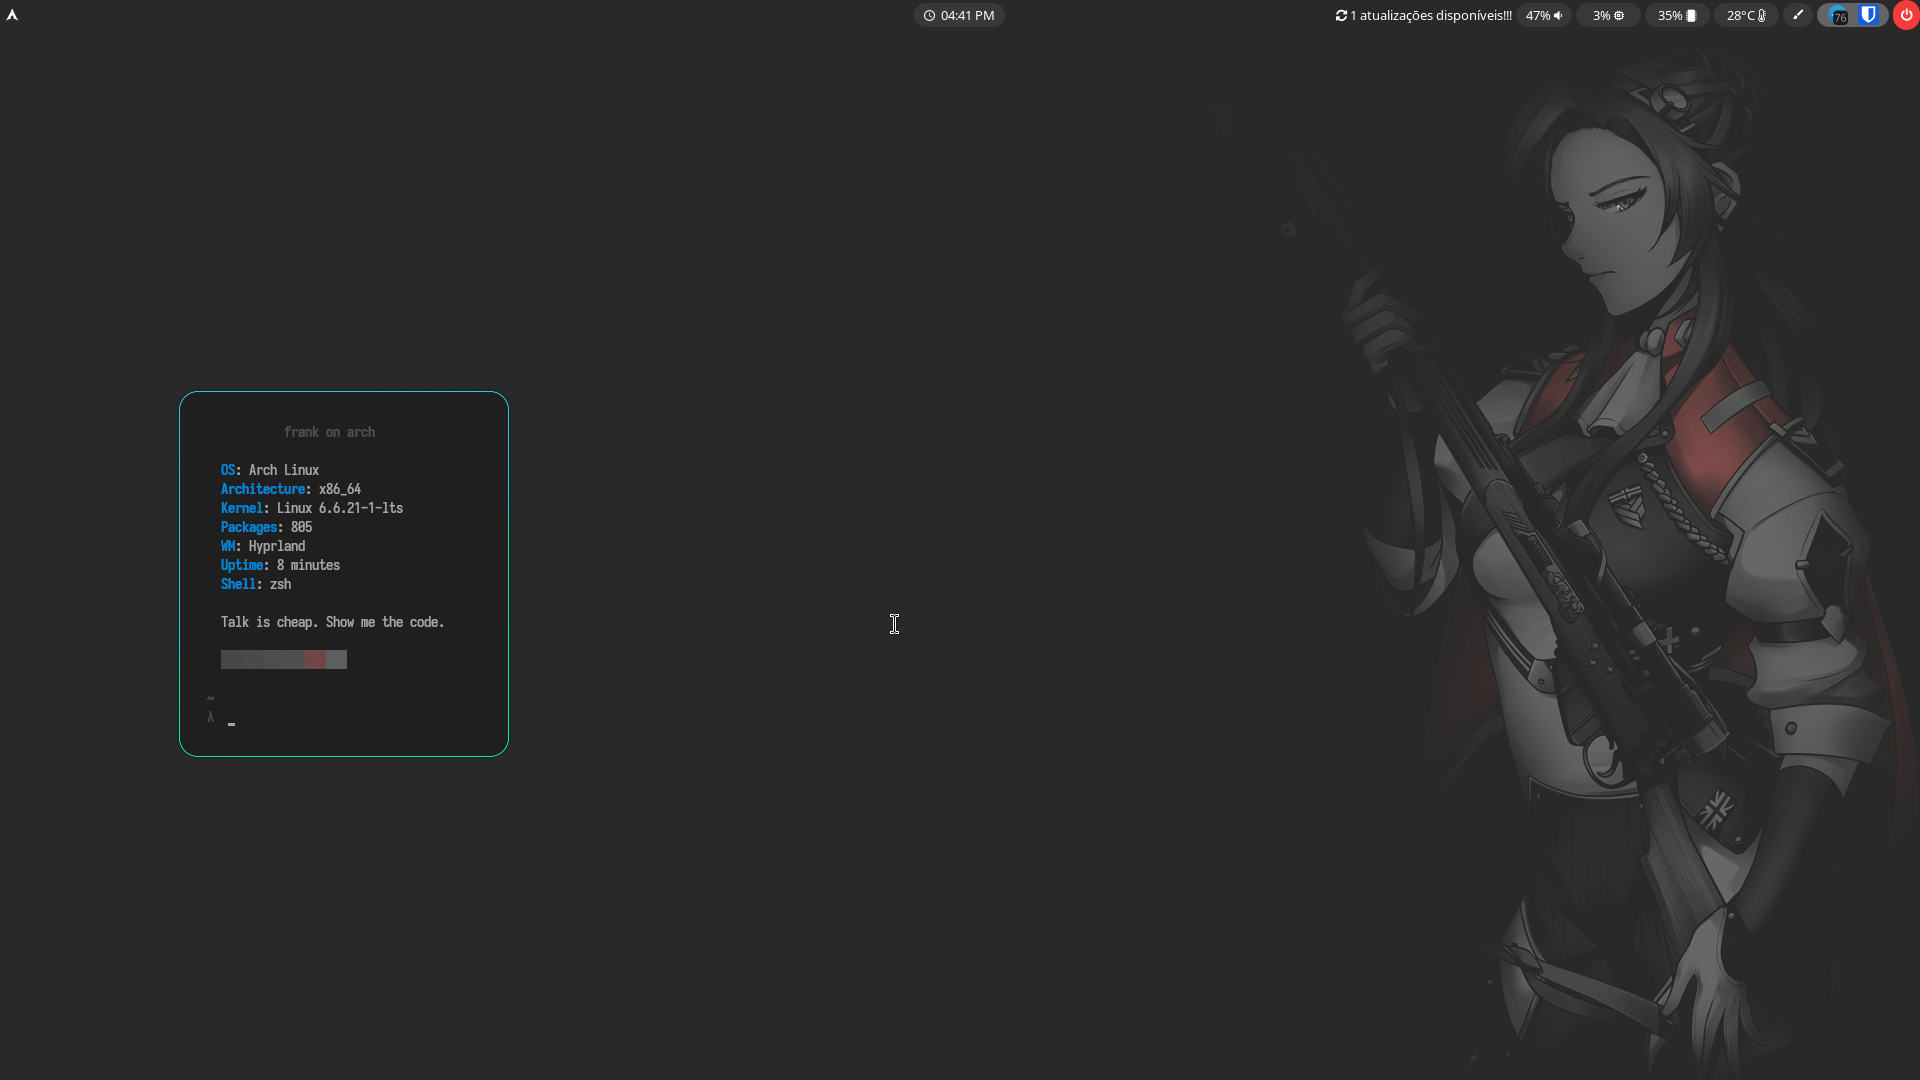 04:41 PM
1 atualizações disponíveis!!!
47%
3%
35%
28°C
76
frank on arch
OS: Arch Linux
Architecture: x86_64
Kernel: Linux 6.6.21-1-lts
Packages: 805
WM: Hyprland
Uptime: 8 minutes
Shell: zsh
Talk is cheap. Show me the code.
~
λ _